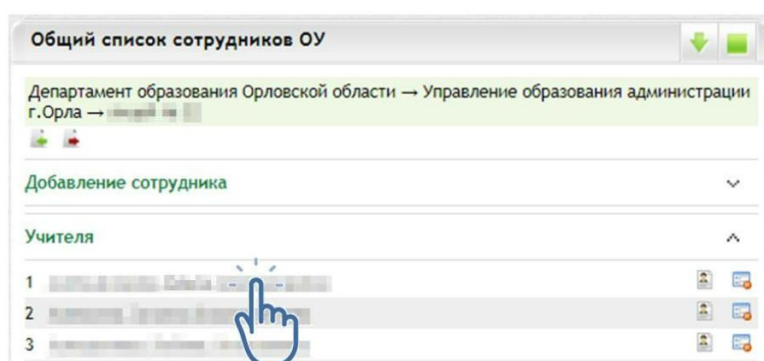 Общий список сотрудников ОУ
Департамент образования Орловской области → Управление образования администрации
г.Орла →
Добавление сотрудника
Учителя
1
2
3